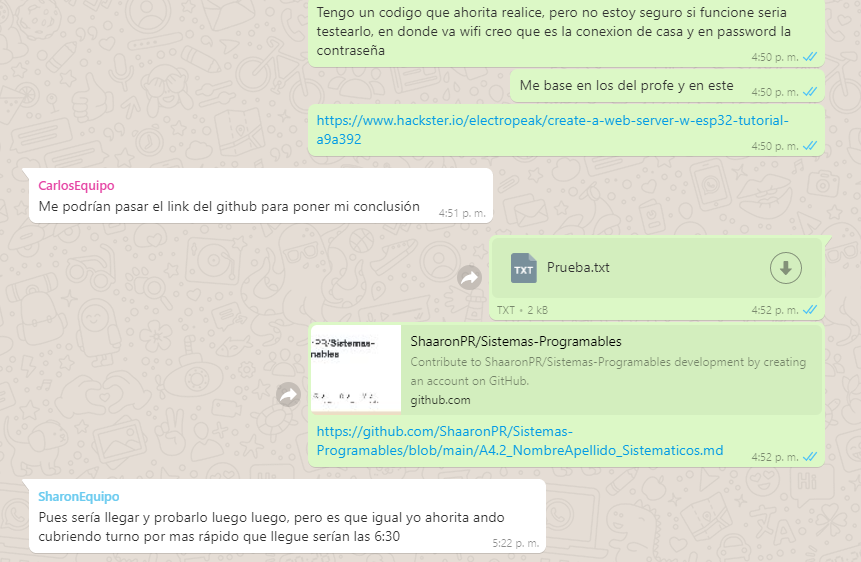 Tengo un codigo que ahorita realice, pero no estoy seguro si funcione seria
testearlo, en donde va wifi creo que es la conexion de casa y en password la
contraseña
4:50 p. m.
Me base en los del profe y en este
4:50 p. m.
https://www.hackster.io/electropeak/create-a-web-server-w-esp32-tutorial-
a9a392
4:50 p. m.
CarlosEquipo
Me podrían pasar el link del github para poner mi conclusión
4:51 p. m.
TXT
Prueba.txt
TXT • 2 kB
4:52 p. m.
PR/Sistemas-
nables
ShaaronPR/Sistemas-Programables
Contribute to ShaaronPR/Sistemas-Programables development by creating
an account on GitHub.
github.com
https://github.com/ShaaronPR/Sistemas-
Programables/blob/main/A4.2_NombreApellido_Sistematicos.md
4:52 p. m.
SharonEquipo
Pues sería llegar y probarlo luego luego, pero es que igual yo ahorita ando
cubriendo turno por mas rápido que llegue serían las 6:30
5:22 p. m.